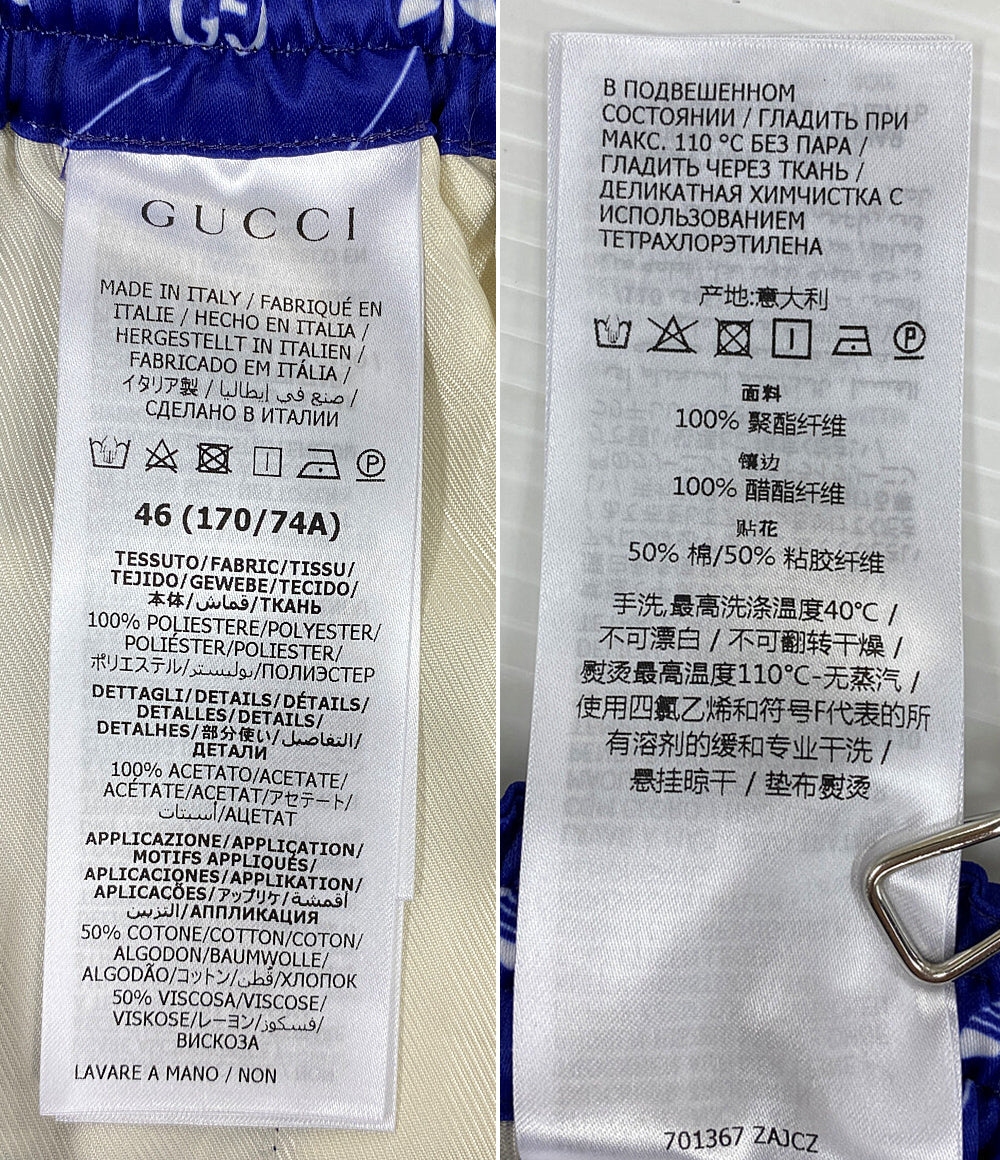 G5
GUCCI
MADE IN ITALY / FABRIQUÉ EN
ITALIE / HECHO EN ITALIA /
HERGESTELLT IN ITALIEN /
FABRICADO EM ITÁLIA /
イタリア製 / صنع في إيطاليا /
СДЕЛАНО В ИТАЛИИ
46 (170/74A)
TESSUTO/FABRIC/TISSU/
TEJIDO/GEWEBE/TECIDO/
本体/قماش/ТКАНЬ
100% POLIESTERE/POLYESTER/
POLIÉSTER/POLIESTER/
ポリエステル/بوليستر/ПОЛИЭСТЕР
DETTAGLI/DETAILS/DÉTAILS/
DETALLES/DETAILS/
DETALHES/部分使い/التفاصيل/
ДЕТАЛИ
100% ACETATO/ACETATE/
ACÉTATE/ACETAT/アセテート/
أسيتات/АЦЕТАТ
APPLICAZIONE/APPLICATION/
MOTIFS APPLIQUÉS/
APLICACIONES/APPLIKATION/
APLICAÇÕES/アップリケ/أقمشة
التزيين/АППЛИКАЦИЯ
50% COTONE/COTTON/COTON/
ALGODON/BAUMWOLLE/
ALGODÃO/コットン/قُطن/ХЛОПОК
50% VISCOSA/VISCOSE/
VISKOSE/レーヨン/فسكوز/
ВИСКОЗА
LAVARE A MANO / NON
В ПОДВЕШЕННОМ
СОСТОЯНИИ / ГЛАДИТЬ ПРИ
МАКС. 110 °C БЕЗ ПАРА /
ГЛАДИТЬ ЧЕРЕЗ ТКАНЬ /
ДЕЛИКАТНАЯ ХИМЧИСТКА С
ИСПОЛЬЗОВАНИЕМ
ТЕТРАХЛОРЭТИЛЕНА
产地:意大利
P
面料
100% 聚酯纤维
镶边
100% 醋酯纤维
贴花
50% 棉/50% 粘胶纤维
手洗,最高洗涤温度40℃ /
不可漂白 / 不可翻转干燥 /
熨烫最高温度110℃-无蒸汽 /
使用四氯乙烯和符号F代表的所
有溶剂的缓和专业干洗 /
悬挂晾干 / 垫布熨烫
701367 ZAJCZ